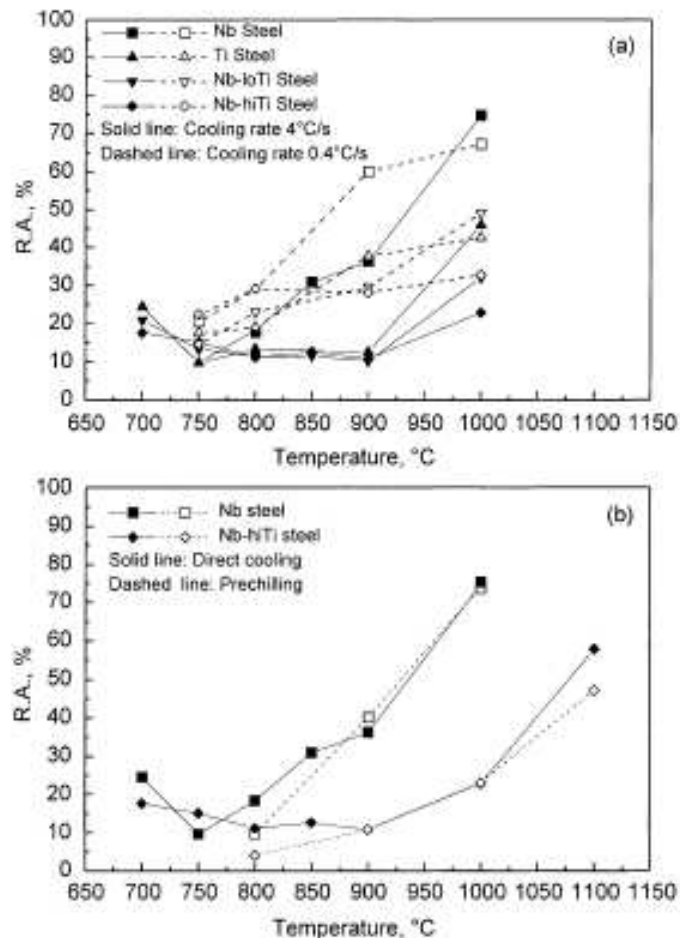 100
90
80
70
60
50
40
30
20
10
0
R.A., %
Nb Steel
(a)
Ti Steel
Nb-loTi Steel
Nb-hiTi Steel
Solid line: Cooling rate 4°C/s
Dashed line: Cooling rate 0.4°C/s
650 700 750 800 850 900 950 1000 1050 1100 1150
Temperature, °C
100
90
80
70
60
50
40
30
20
10
0
R.A., %
Nb steel
(b)
Nb-hiTi steel
Solid line: Direct cooling
Dashed line: Prechilling
650 700 750 800 850 900 950 1000 1050 1100 1150
Temperature, °C